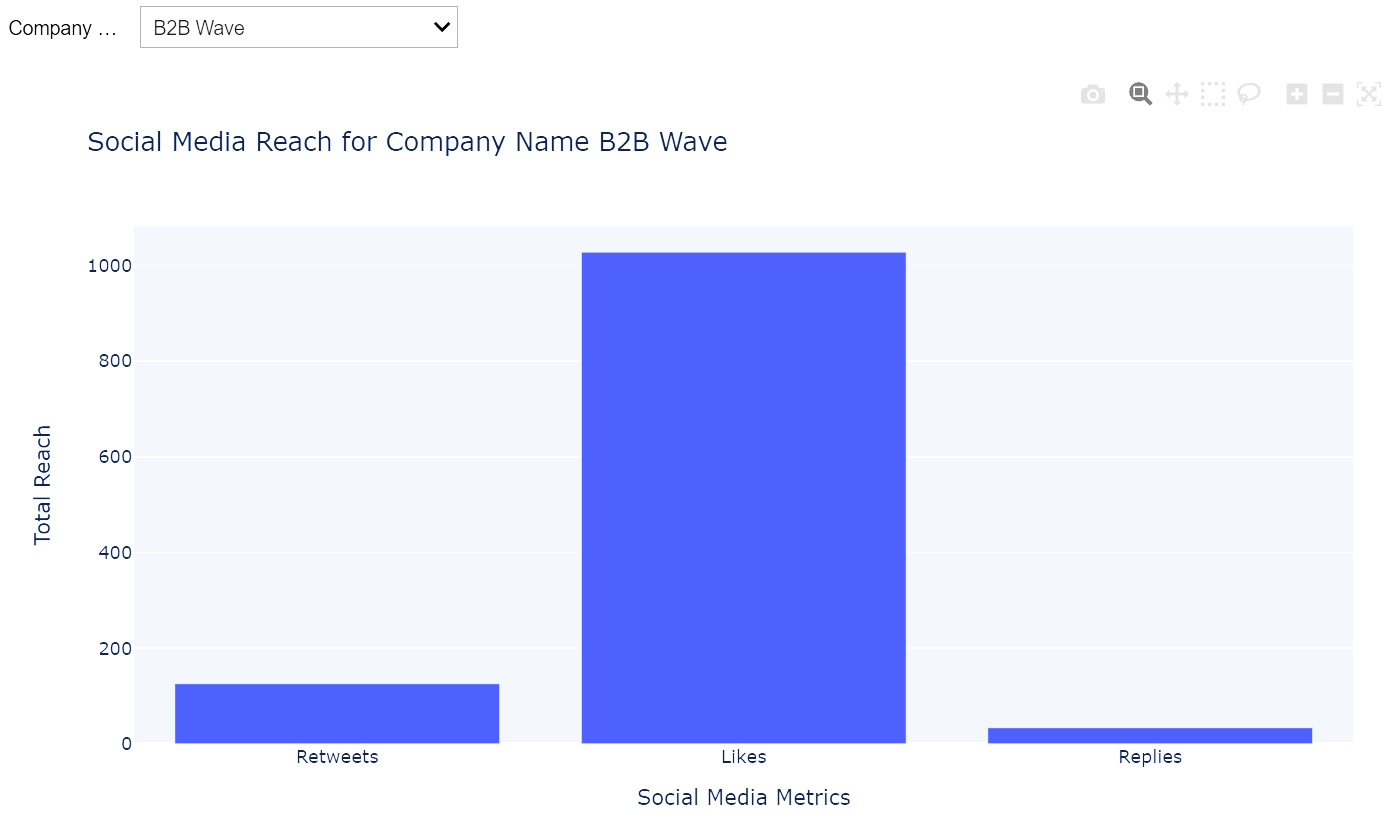 Company ...
B2B Wave
Social Media Reach for Company Name B2B Wave
1000
800
600
400
200
0
Total Reach
Retweets
Likes
Replies
Social Media Metrics